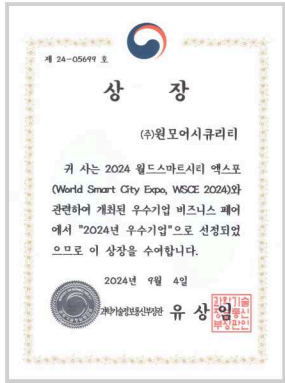 제 24-05699 호
상 장
(주)원모어시큐리티
귀 사는 2024 월드스마트시티 엑스포
(World Smart City Expo, WSCE 2024)와
관련하여 개최된 우수기업 비즈니스 페어
에서 "2024년 우수기업"으로 선정되었
으므로 이 상장을 수여합니다.
2024년 9월 4일
과학기술정보통신부장관 유 상 임